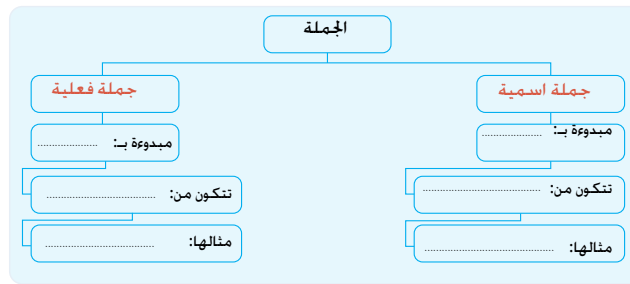 الجملة
جملة اسمية
جملة فعلية
مبدوءة بـ: ....................
مبدوءة بـ: ....................
تتكون من: ........................................
تتكون من: .....................................
مثالها: ............................................
مثالها: .....................................